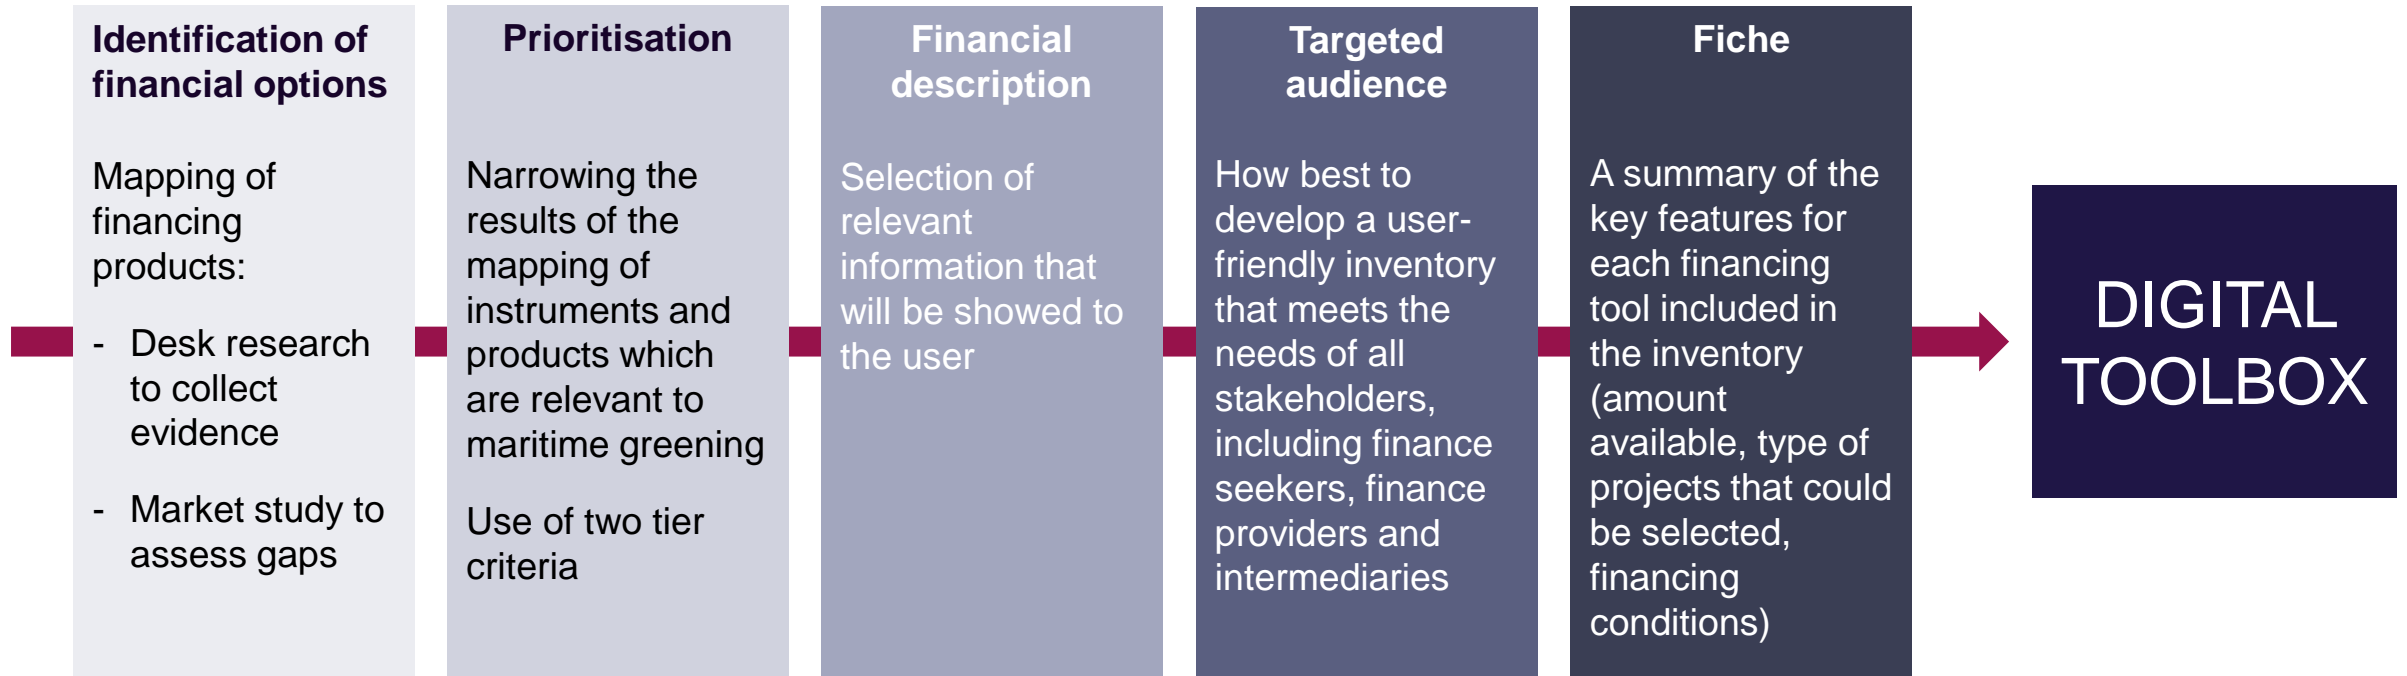 Identification of
financial options
Mapping of
financing
products:
- Desk research
to collect
evidence
- Market study to
assess gaps
Prioritisation
Narrowing the
results of the
mapping of
instruments and
products which
are relevant to
maritime greening
Use of two tier
criteria
Financial
description
Selection of
relevant
information that
will be showed to
the user
Targeted
audience
How best to
develop a user-
friendly inventory
that meets the
needs of all
stakeholders,
including finance
seekers, finance
providers and
intermediaries
Fiche
A summary of the
key features for
each financing
tool included in
the inventory
(amount
available, type of
projects that could
be selected,
financing
conditions)
DIGITAL
TOOLBOX